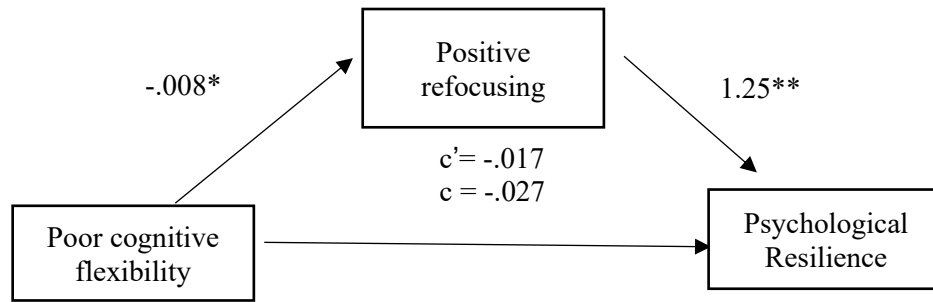 Positive
refocusing
-.008*
1.25**
c’= -.017
c = -.027
Poor cognitive
flexibility
Psychological
Resilience